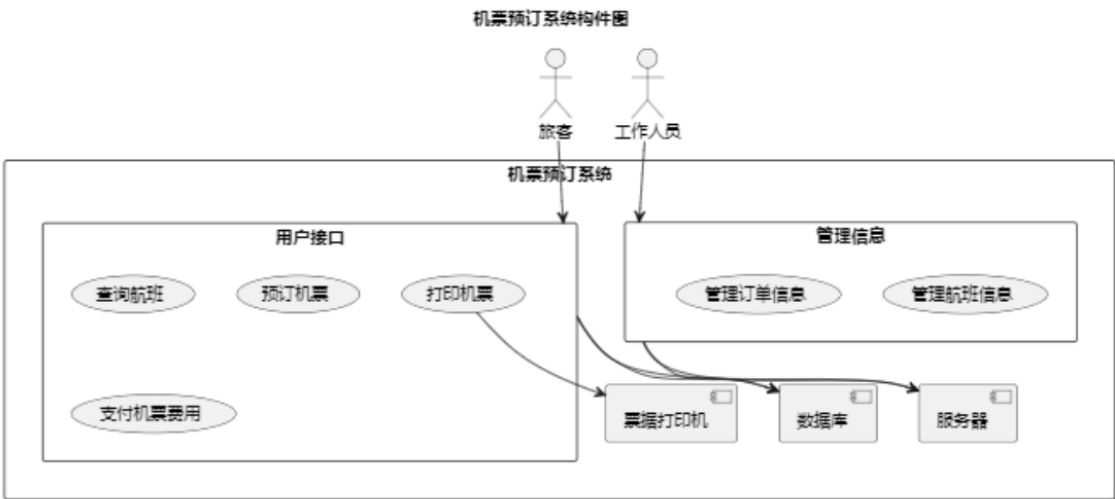 机票预订系统构件图
旅客
工作人员
机票预订系统
用户接口
管理信息
查询航班
预订机票
打印机票
管理订单信息
管理航班信息
支付机票费用
票据打印机
数据库
服务器